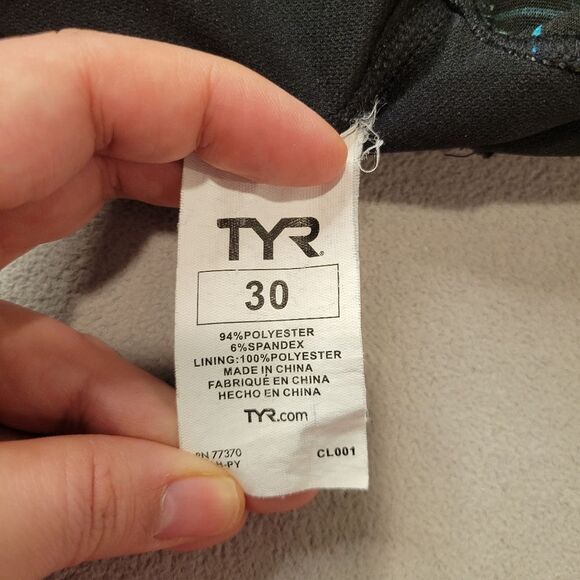 TYR
30
94%POLYESTER
6%SPANDEX
LINING:100%POLYESTER
MADE IN CHINA
FABRIQUÉ EN CHINA
HECHO EN CHINA
TYR.com
77370
CL001